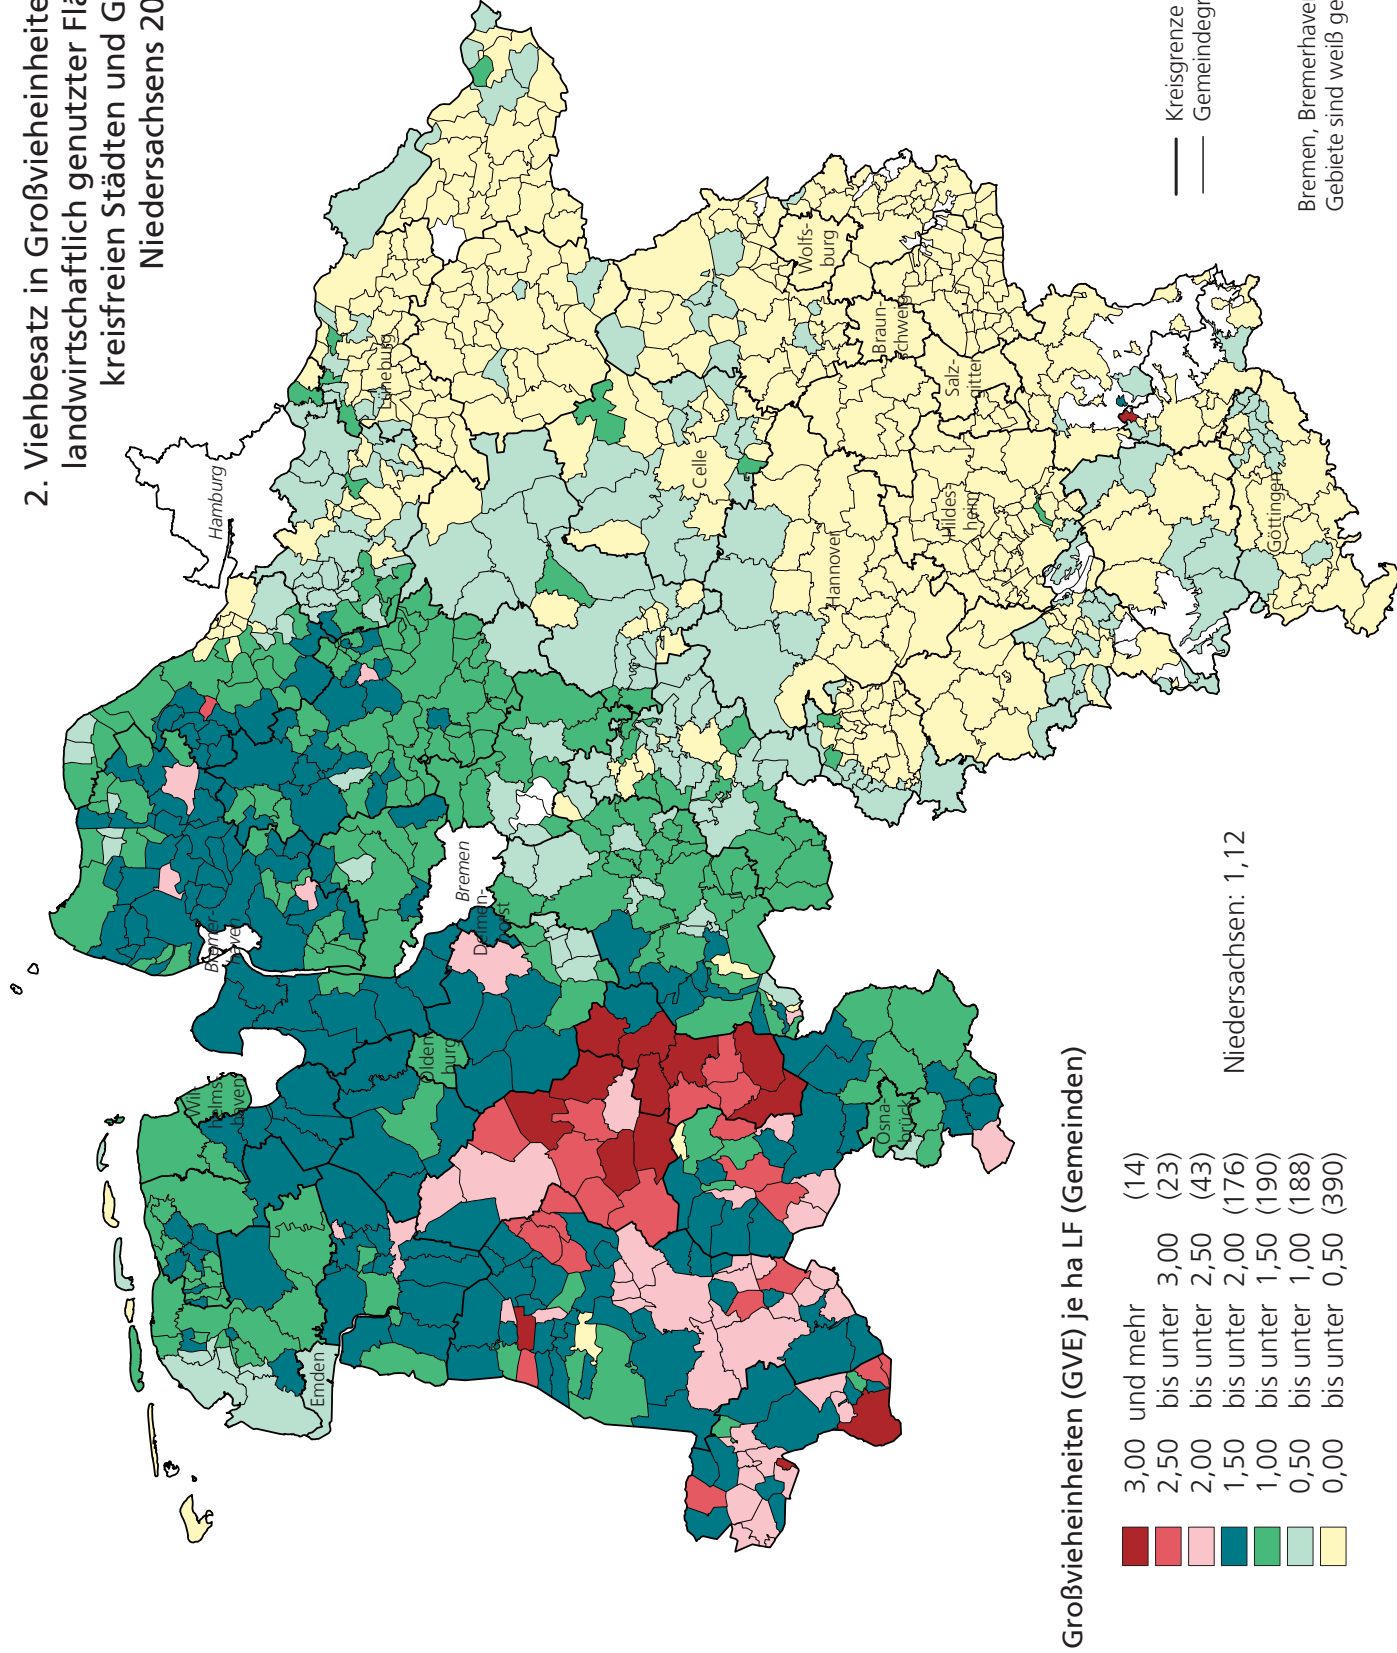 2. Viehbesatz in Großvieheinheite
landwirtschaftlich genutzter Flä
kreisfreien Städten und G
Niedersachsens 20
Hamburg
Lüneburg
Wolfs-
burg
Braun-
schweig
Salz-
gitter
Celle
Hildes-
heim
Hannover
Göttingen
Bremer-
haven
Bremen
Delmen-
horst
Wil-
helms-
haven
Olden-
burg
Emden
Osna-
brück
Kreisgrenze
Gemeindegr
Bremen, Bremerhave
Gebiete sind weiß ge
Niedersachsen: 1,12
Großvieheinheiten (GVE) je ha LF (Gemeinden)
3,00 und mehr (14)
2,50 bis unter 3,00 (23)
2,00 bis unter 2,50 (43)
1,50 bis unter 2,00 (176)
1,00 bis unter 1,50 (190)
0,50 bis unter 1,00 (188)
0,00 bis unter 0,50 (390)